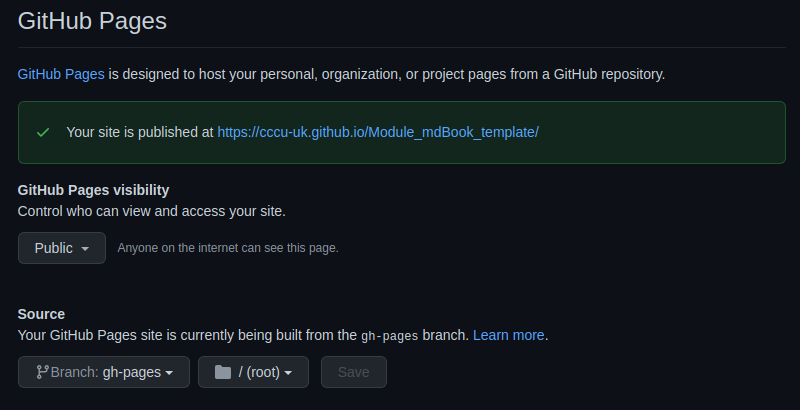 GitHub Pages
GitHub Pages is designed to host your personal, organization, or project pages from a GitHub repository.
Your site is published at https://cccu-uk.github.io/Module_mdBook_template/
GitHub Pages visibility
Control who can view and access your site.
Public Anyone on the internet can see this page.
Source
Your GitHub Pages site is currently being built from the gh-pages branch. Learn more.
Branch: gh-pages / (root) Save